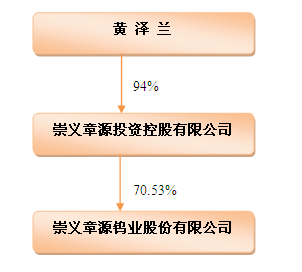 黄 泽 兰
94%
崇义章源投资控股有限公司
70.53%
崇义章源钨业股份有限公司